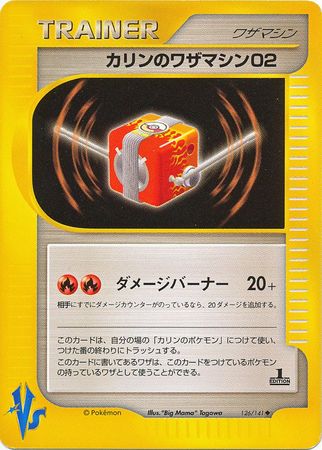 TRAINER
ワザマシン
カリンのワザマシン02
ダメージバーナー 20+
相手にすでにダメージカウンターがのっているなら、20ダメージを追加する。
このカードは、自分の場の「カリンのポケモン」につけて使い、
つけた番の終わりにトラッシュする。
このカードに書いてあるワザは、このカードをつけているポケモン
の持っているワザとして使うことができる。
1
EDITION
VS
©Pokémon
Illus."Big Mama" Tagawa
126/141◆